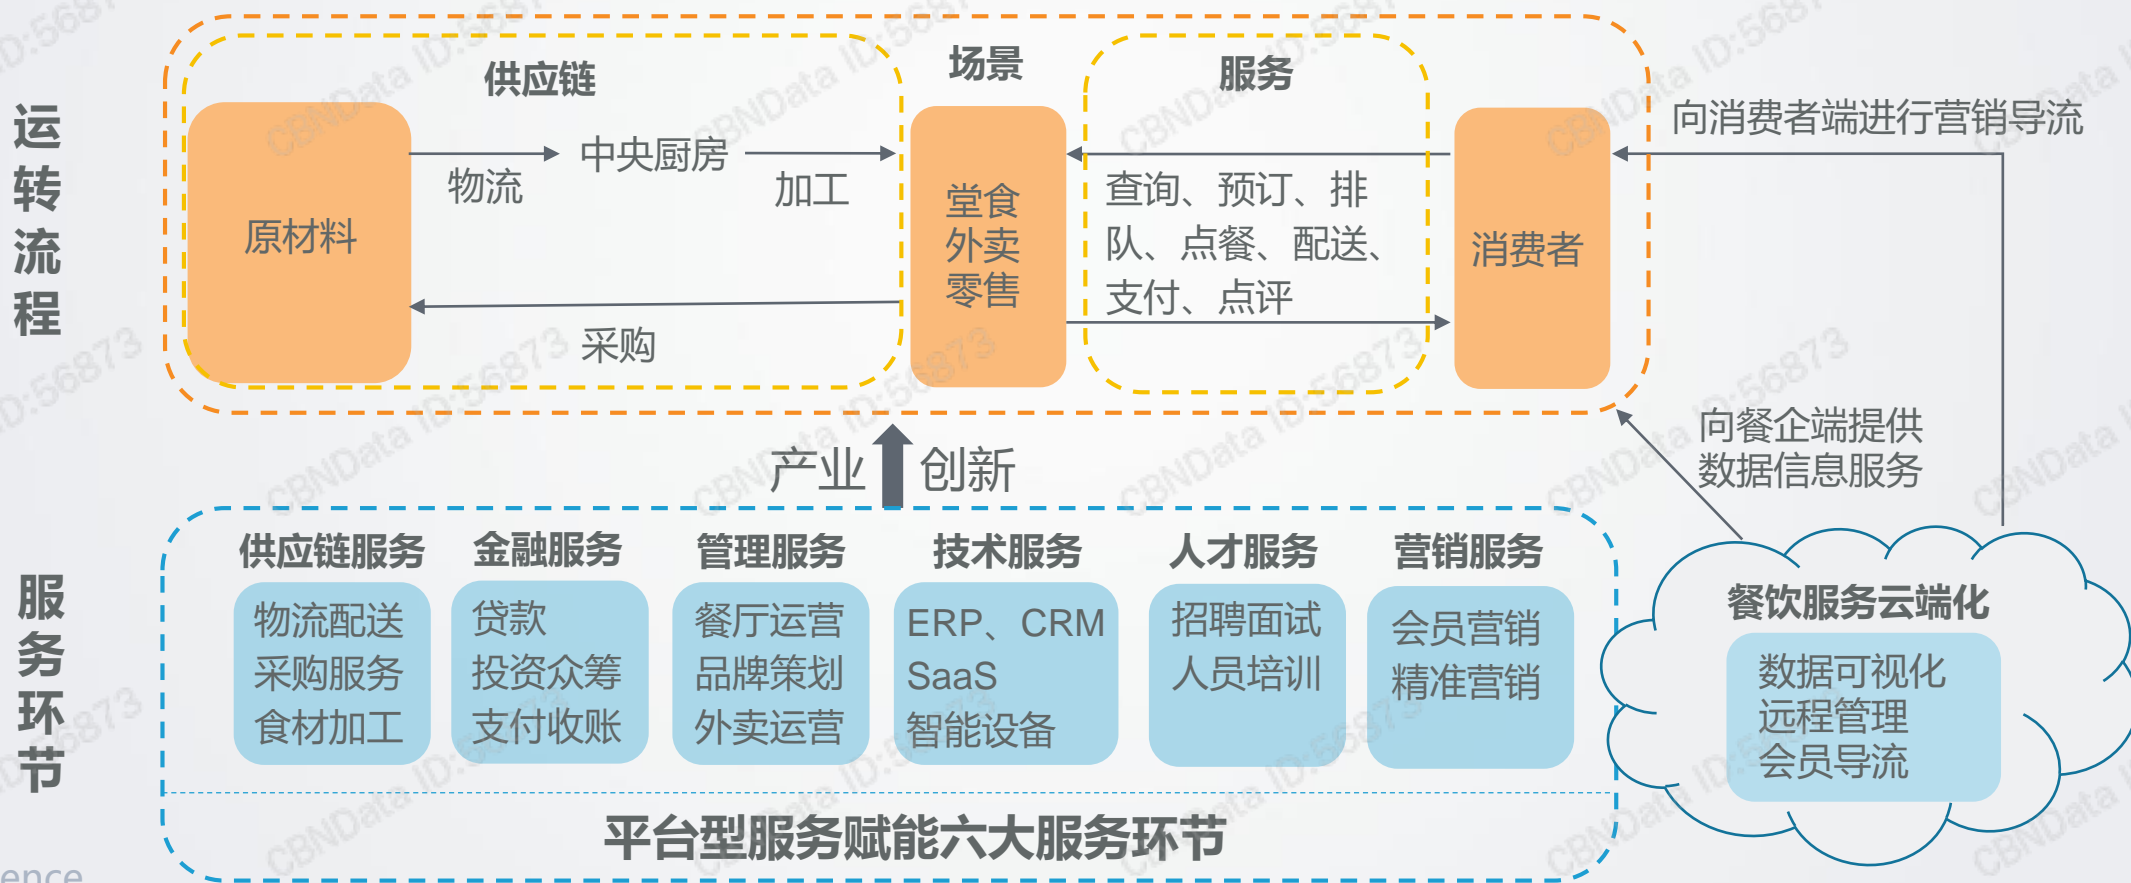 运转流程
供应链
原材料
物流
中央厨房
加工
采购
场景
堂食
外卖
零售
服务
查询、预订、排
队、点餐、配送、
支付、点评
消费者
向消费者端进行营销导流
向餐企端提供
数据信息服务
产业 创新
服务环节
供应链服务
物流配送
采购服务
食材加工
金融服务
贷款
投资众筹
支付收账
管理服务
餐厅运营
品牌策划
外卖运营
技术服务
ERP、CRM
SaaS
智能设备
人才服务
招聘面试
人员培训
营销服务
会员营销
精准营销
平台型服务赋能六大服务环节
餐饮服务云端化
数据可视化
远程管理
会员导流
ence
CBNData ID:56873